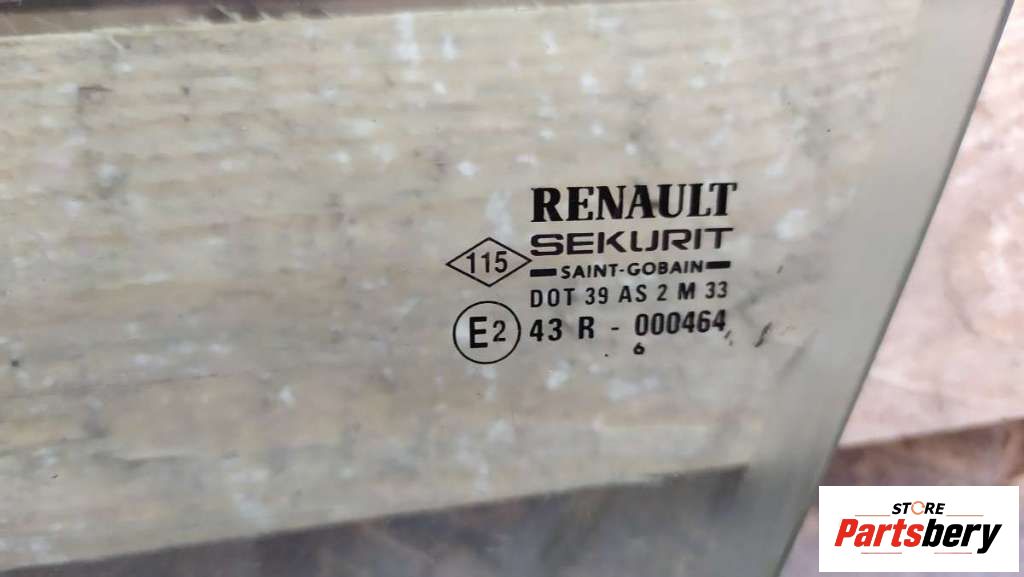 RENAULT
SEKURIT
115
SAINT-GOBAIN
DOT 39 AS 2 M 33
E2 43 R - 000464
6
STORE
Partsbery